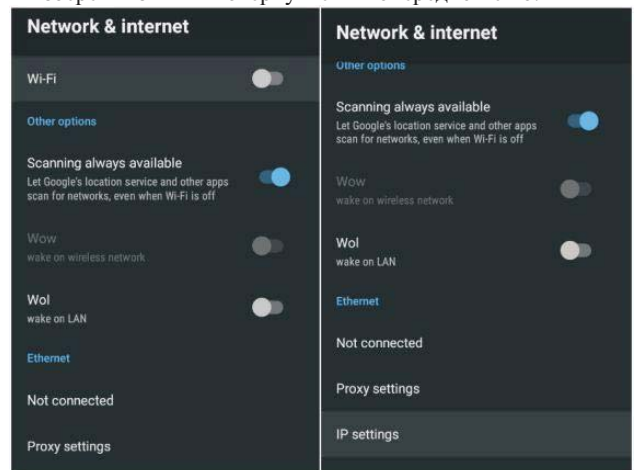 Network & internet
Wi-Fi
Other options
Scanning always available
Let Google's location service and other apps
scan for networks, even when Wi-Fi is off
Wow
wake on wireless network
Wol
wake on LAN
Ethernet
Not connected
Proxy settings
Network & internet
Other options
Scanning always available
Let Google's location service and other apps
scan for networks, even when Wi-Fi is off
Wow
wake on wireless network
Wol
wake on LAN
Ethernet
Not connected
Proxy settings
IP settings